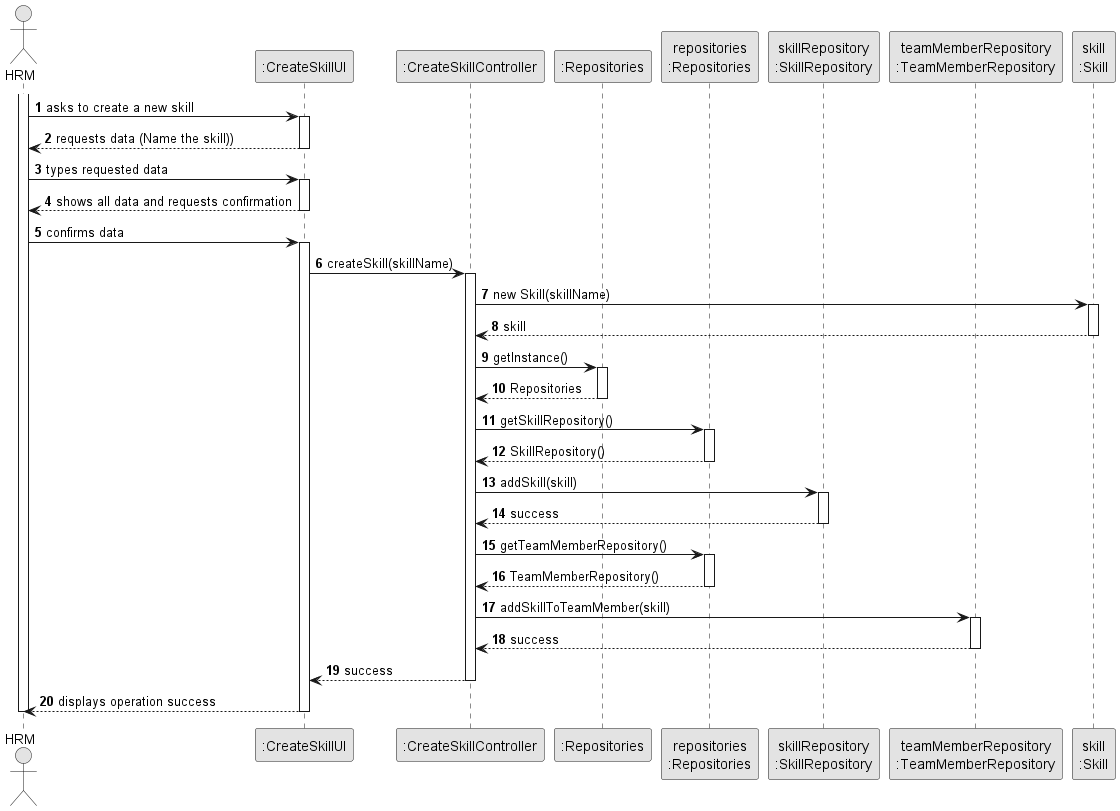 HRM
:CreateSkillUI
:CreateSkillController
:Repositories
repositories
:Repositories
skillRepository
:SkillRepository
teamMemberRepository
:TeamMemberRepository
skill
:Skill
1 asks to create a new skill
2 requests data (Name the skill))
3 types requested data
4 shows all data and requests confirmation
5 confirms data
6 createSkill(skillName)
7 new Skill(skillName)
8 skill
9 getInstance()
10 Repositories
11 getSkillRepository()
12 SkillRepository()
13 addSkill(skill)
14 success
15 getTeamMemberRepository()
16 TeamMemberRepository()
17 addSkillToTeamMember(skill)
18 success
19 success
20 displays operation success
HRM
:CreateSkillUI
:CreateSkillController
:Repositories
repositories
:Repositories
skillRepository
:SkillRepository
teamMemberRepository
:TeamMemberRepository
skill
:Skill